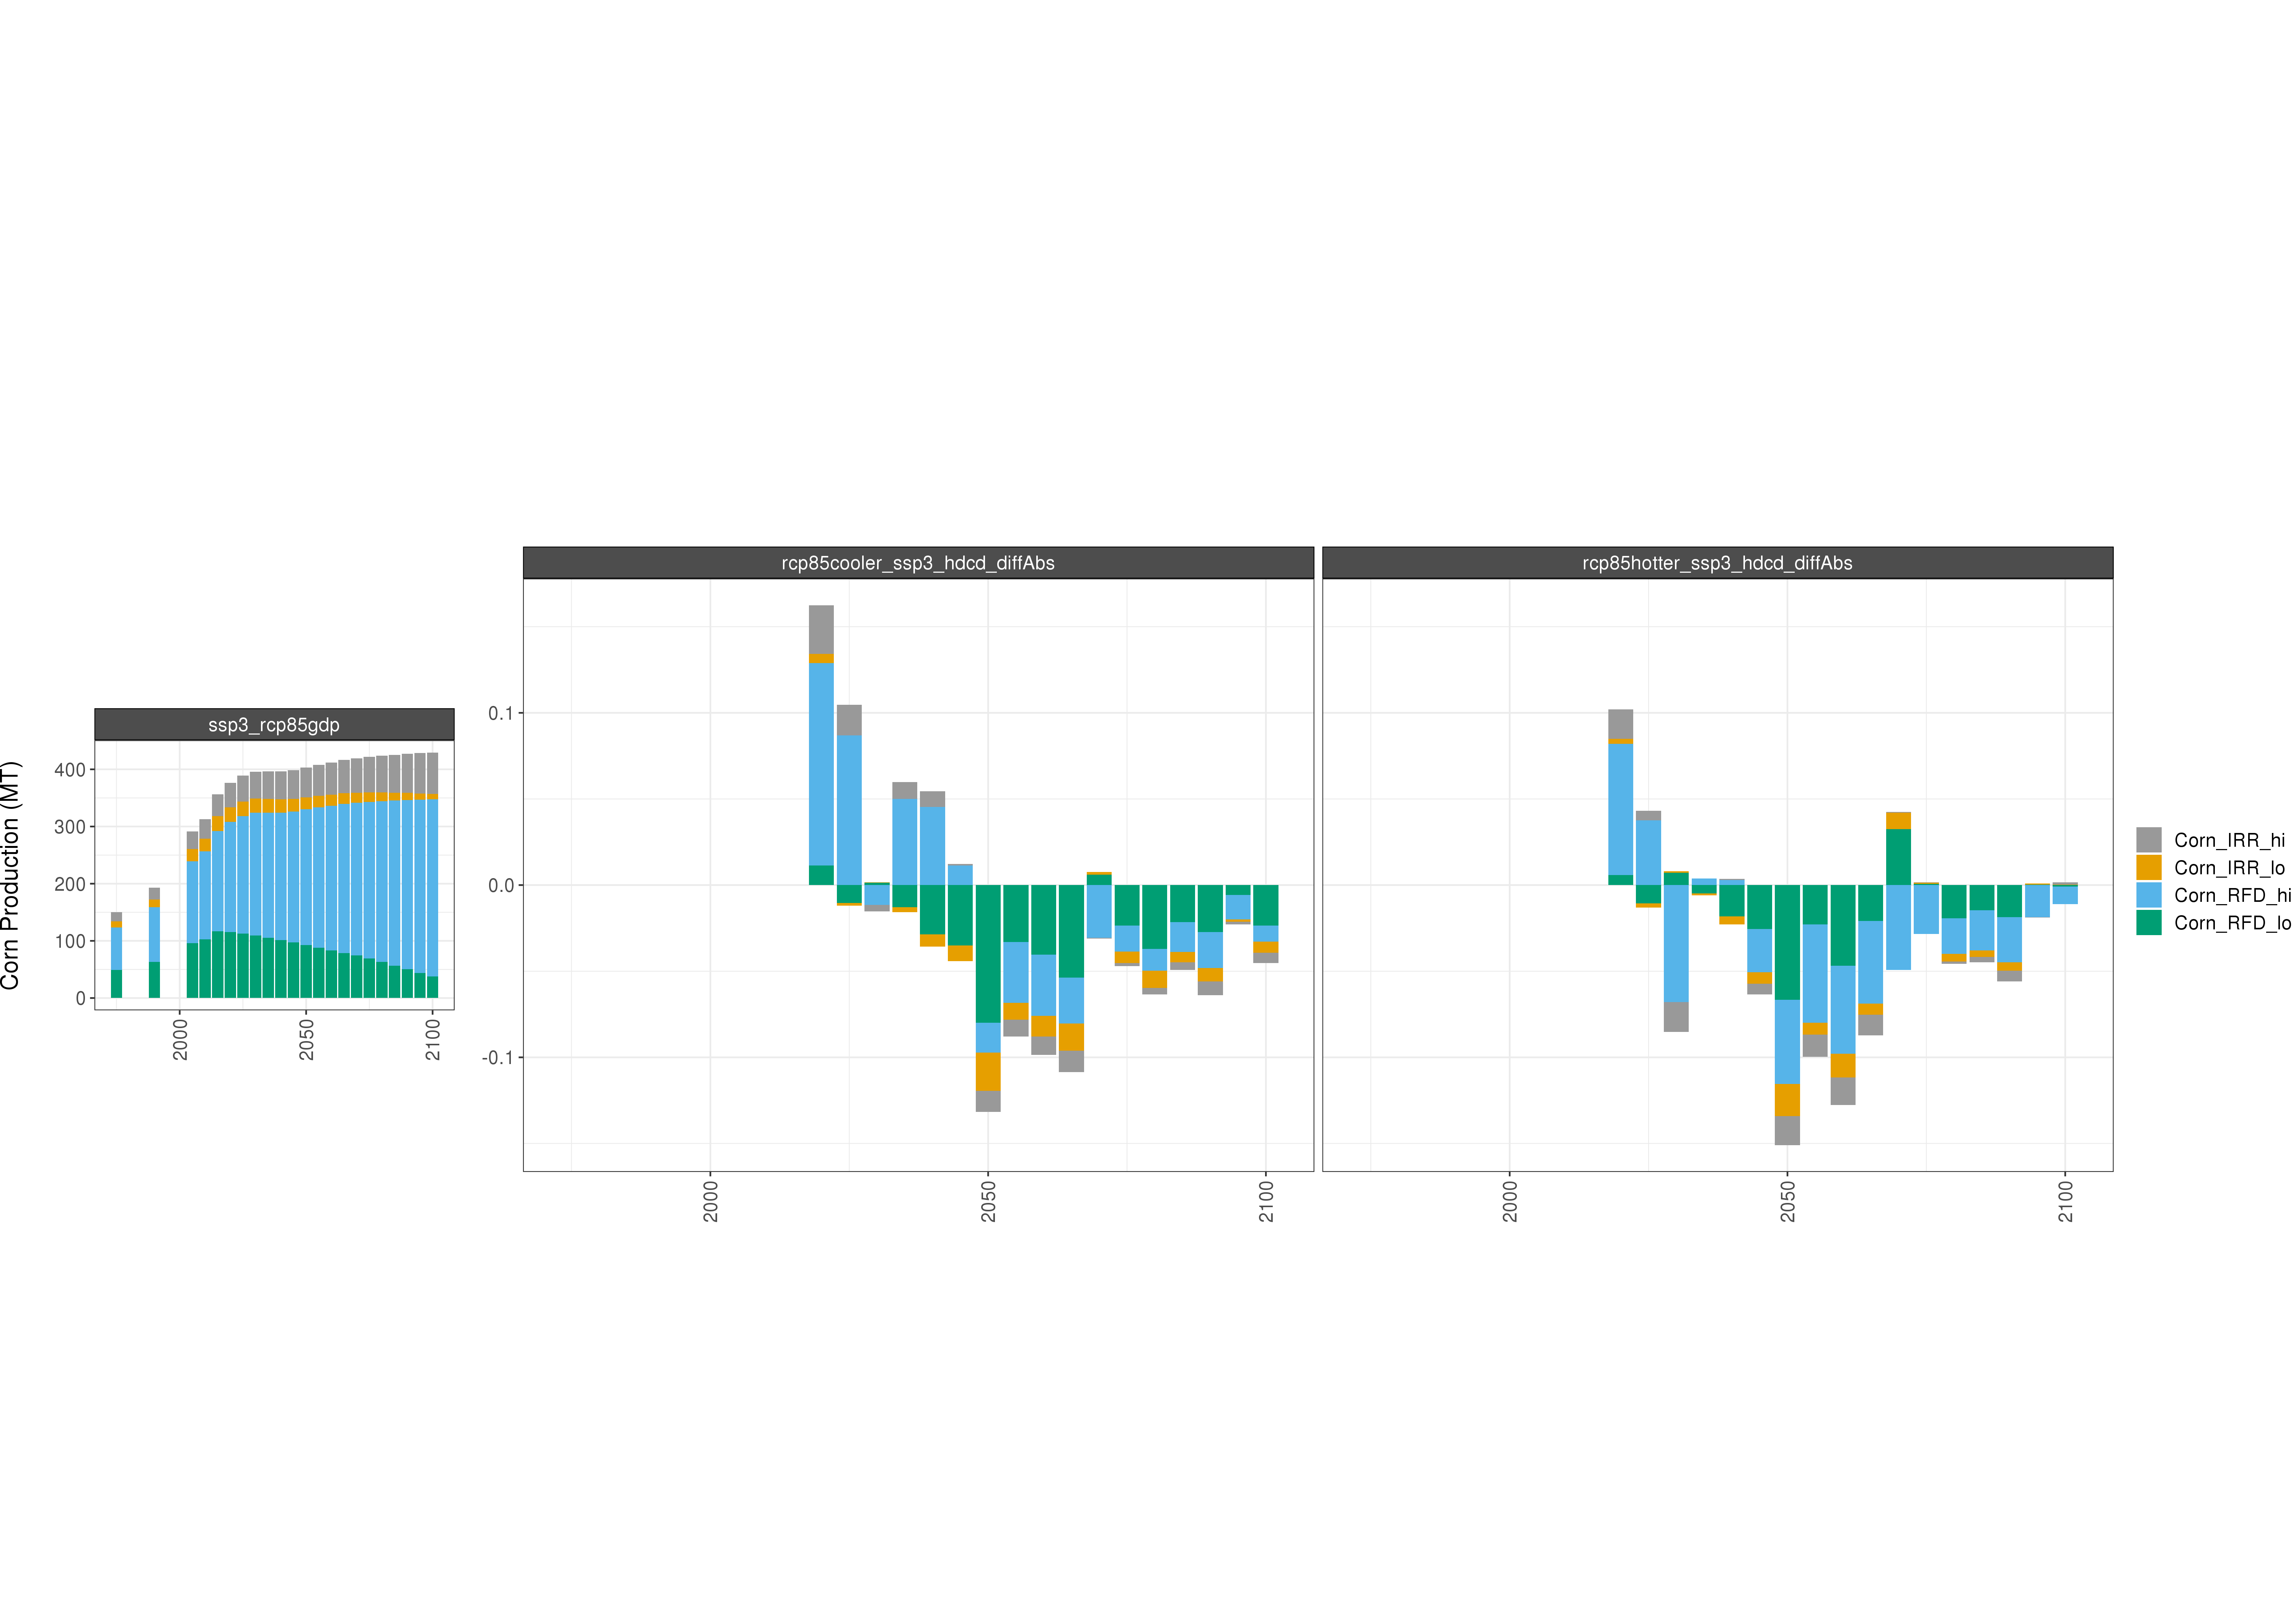 Corn Production (MT)
ssp3_rcp85gdp
400
300
200
100
0
2000
2050
2100
rcp85cooler_ssp3_hdcd_diffAbs
rcp85hotter_ssp3_hdcd_diffAbs
0.1
0.0
-0.1
2000
2050
2100
2000
2050
2100
Corn_IRR_hi
Corn_IRR_lo
Corn_RFD_hi
Corn_RFD_lo